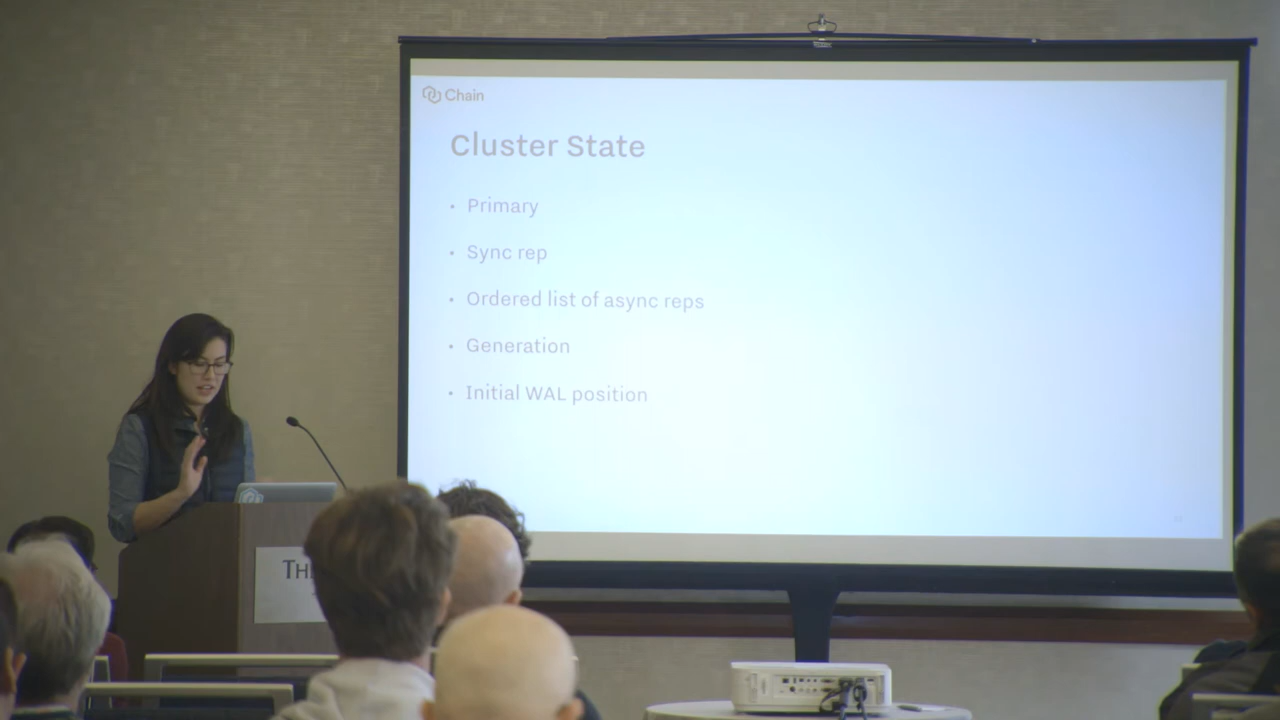 Chain
Cluster State
• Primary
• Sync rep
• Ordered list of async reps
• Generation
• Initial WAL position